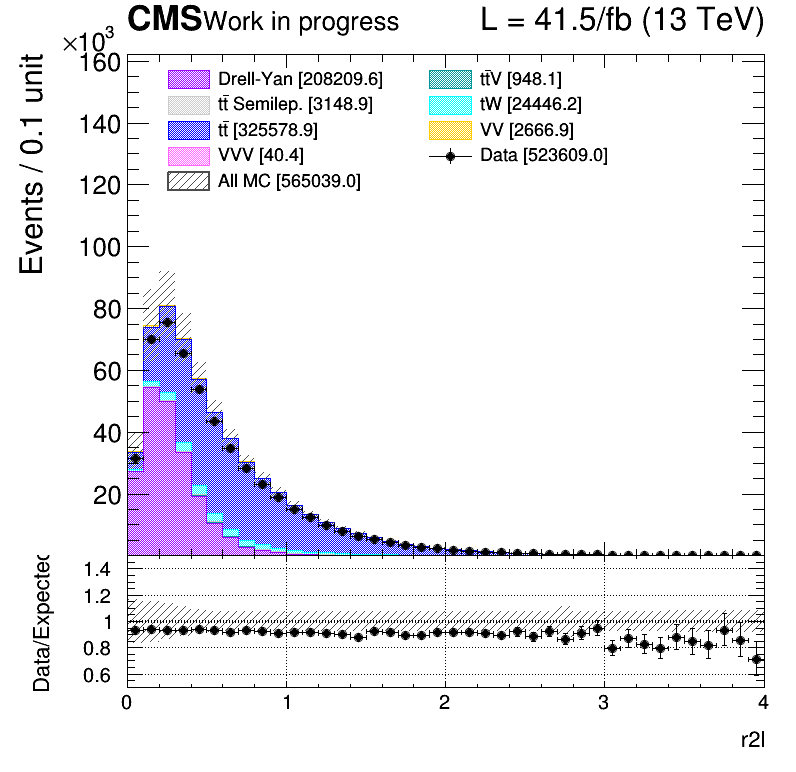 CMS Work in progress L = 41.5/fb (13 TeV)
×10³
Events / 0.1 unit
160
140
120
100
80
60
40
20
Drell-Yan [208209.6]
tt̄ Semilep. [3148.9]
tt̄ [325578.9]
VVV [40.4]
All MC [565039.0]
tt̄V [948.1]
tW [24446.2]
VV [2666.9]
Data [523609.0]
Data/Expected
1.4
1.2
1
0.8
0.6
0 1 2 3 4
r2l